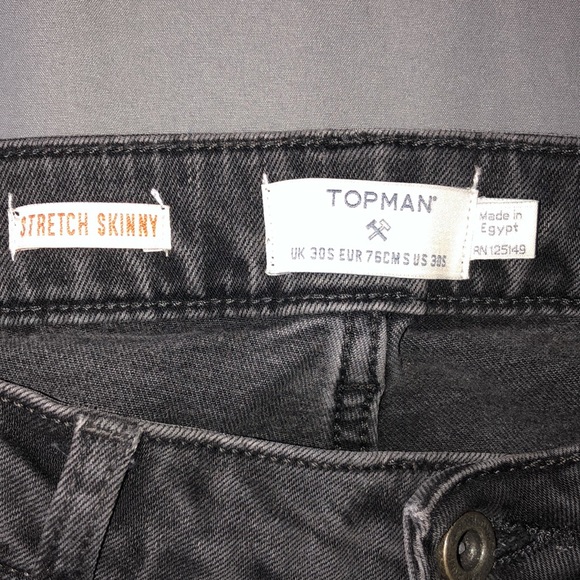 STRETCH SKINNY
TOPMAN®
UK 30S EUR 76CM S US 30S
Made in
Egypt
RN 125149